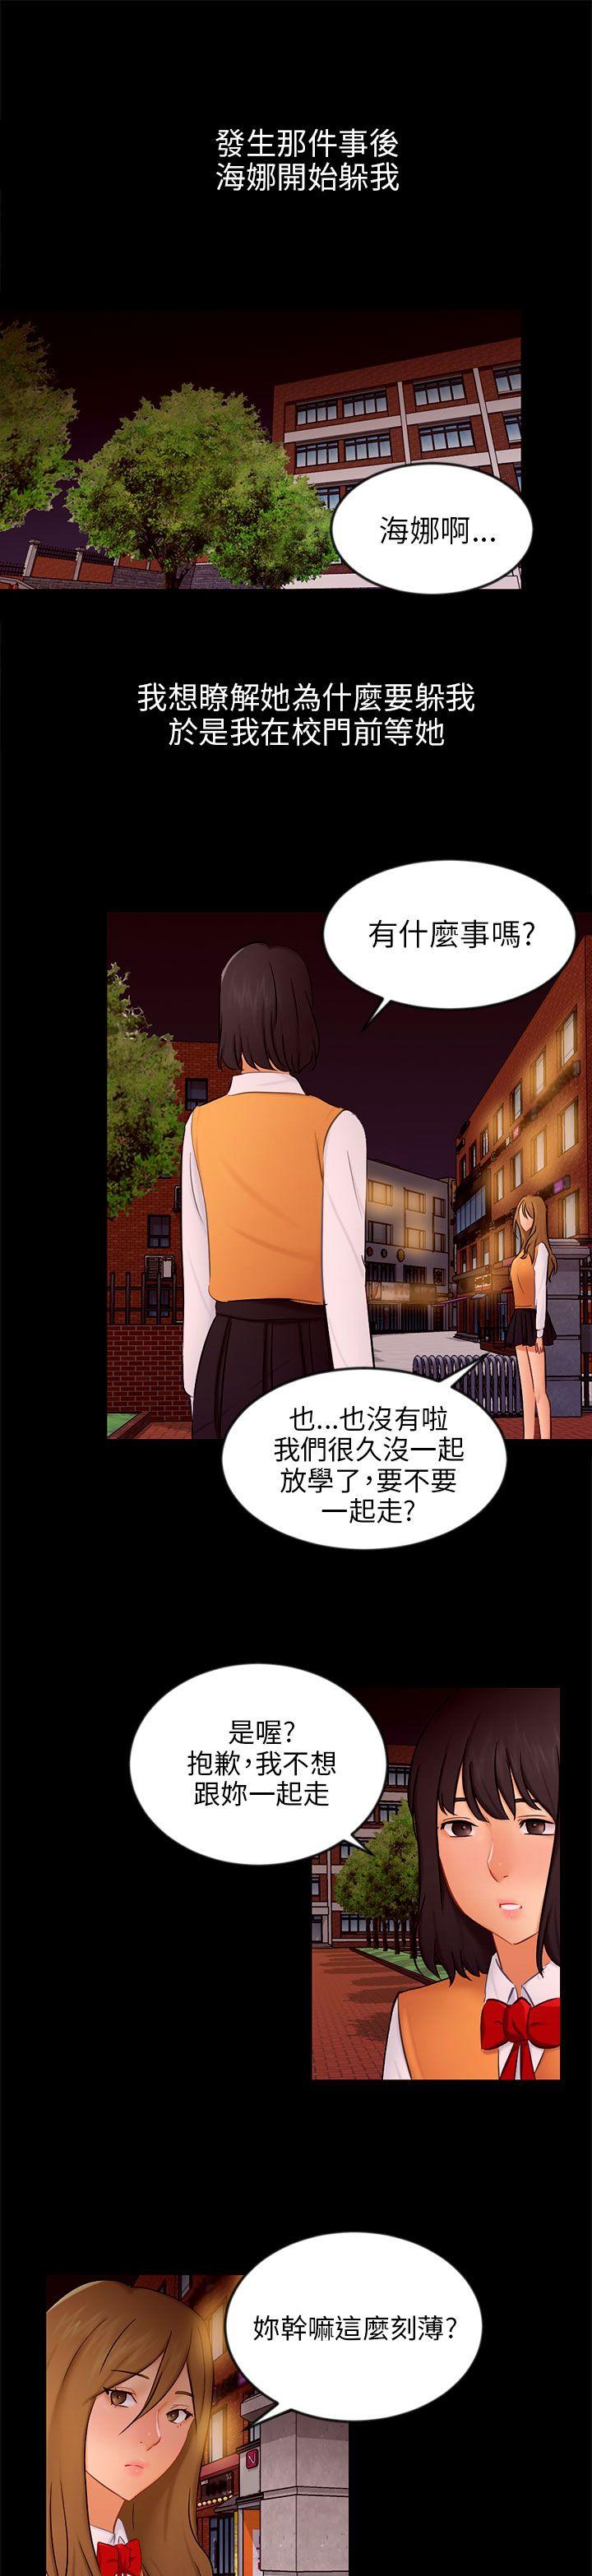 發生那件事後
海娜開始躲我
海娜啊...
我想瞭解她為什麼要躲我
於是我在校門前等她
有什麼事嗎?
也...也沒有啦
我們很久沒一起
放學了,要不要
一起走?
是喔?
抱歉,我不想
跟妳一起走
妳幹嘛這麼刻薄?